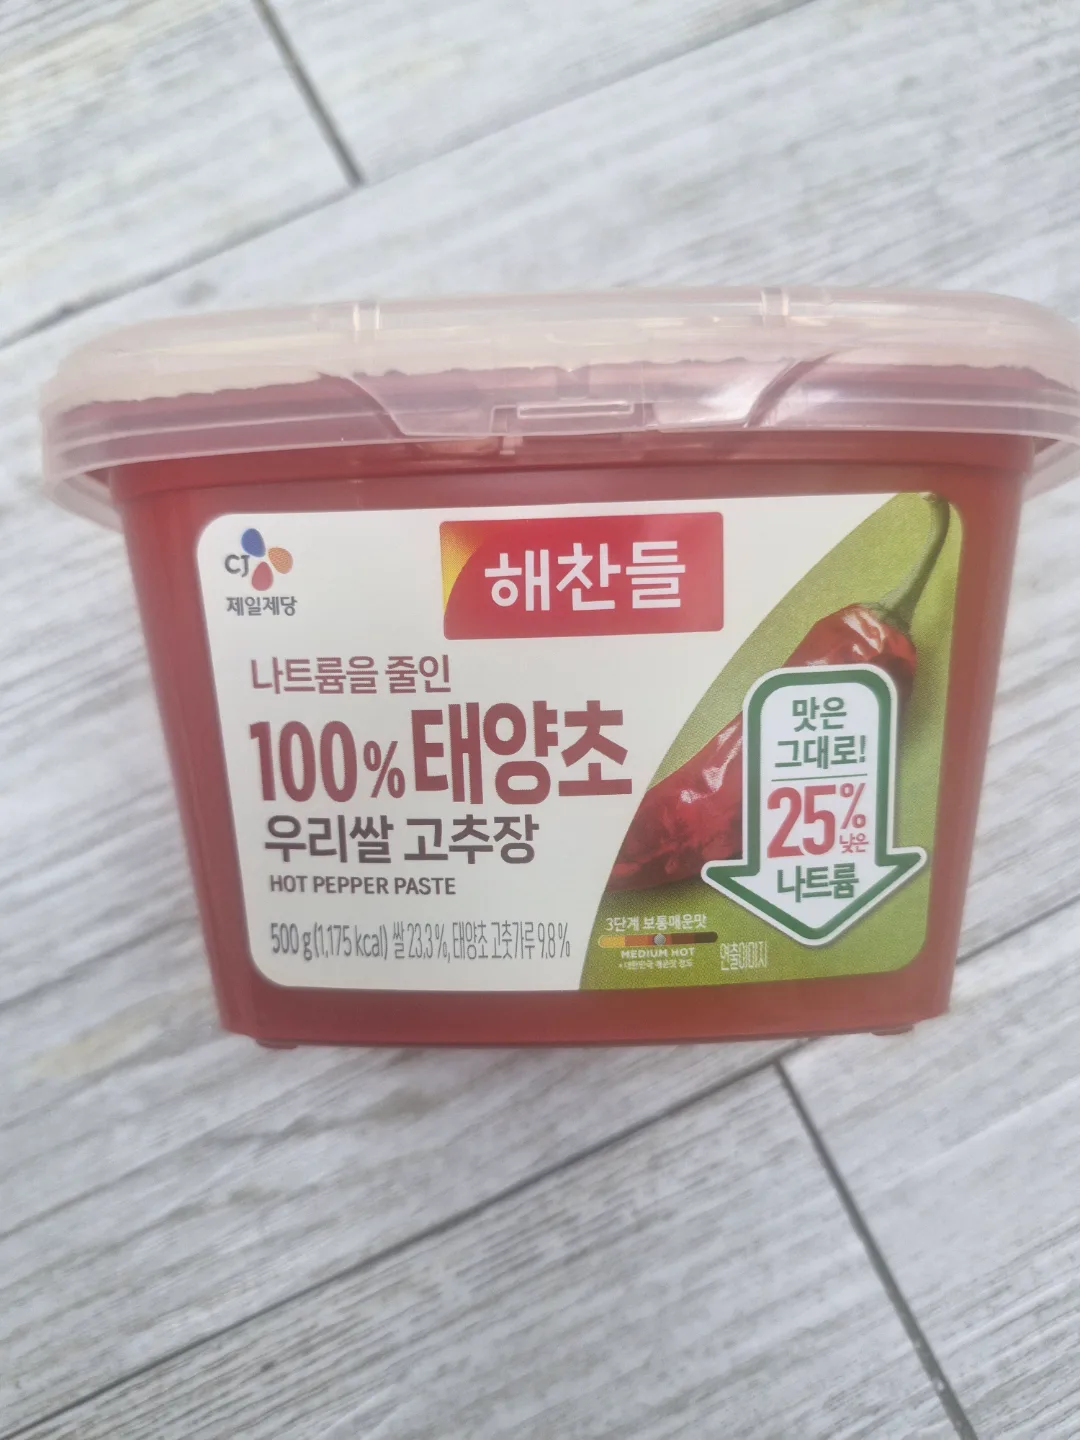 CJ
제일제당
해찬들
나트륨을 줄인
100% 태양초
우리쌀 고추장
HOT PEPPER PASTE
500 g (1,175 kcal) 쌀 23.3%, 태양초 고춧가루 9.8%
맛은
그대로!
25% 낮은
나트륨
3단계 보통매운맛
MEDIUM HOT
연출이미지